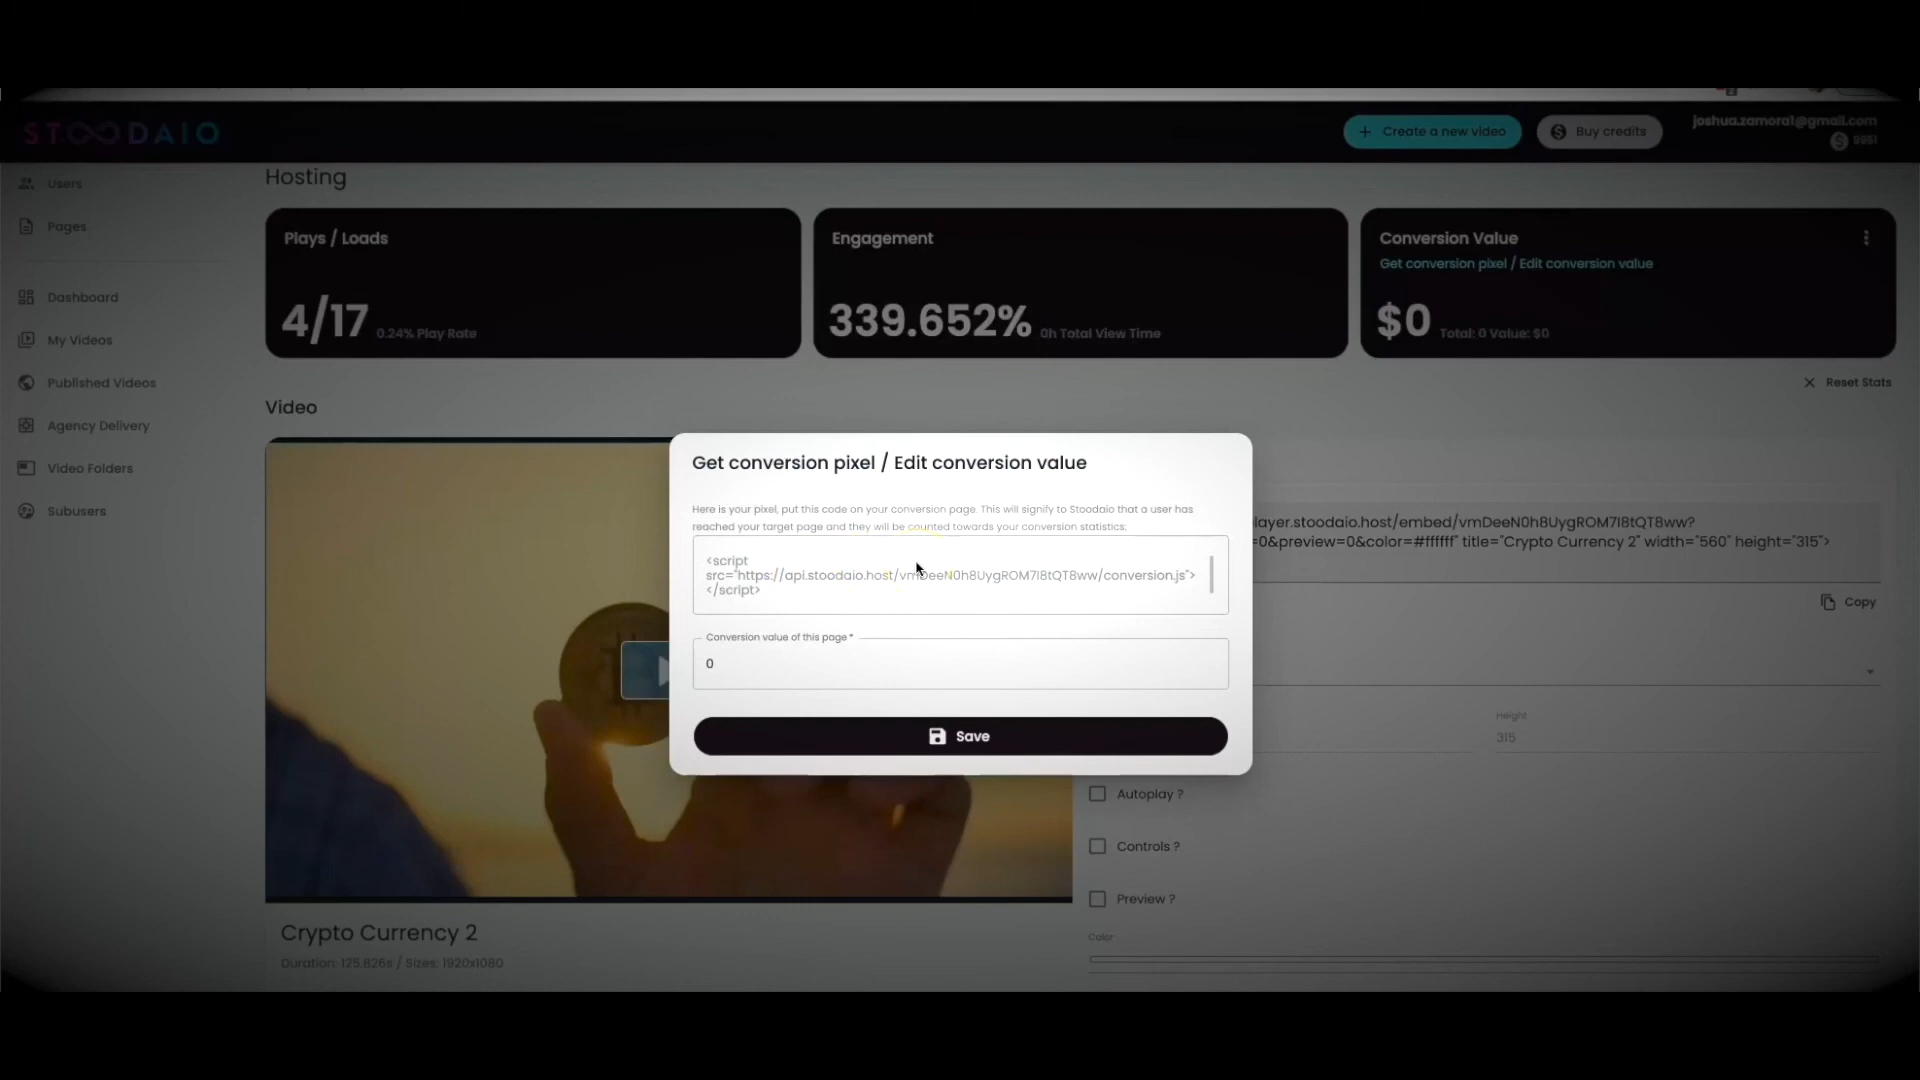 STOODAIO
+ Create a new video
Buy credits
joshua.zamora1@gmail.com
9951
Users
Pages
Dashboard
My Videos
Published Videos
Agency Delivery
Video Folders
Subusers
Hosting
Plays / Loads
4/17 0.24% Play Rate
Engagement
339.652% 0h Total View Time
Conversion Value
Get conversion pixel / Edit conversion value
$0 Total: 0 Value: $0
Reset Stats
Video
Get conversion pixel / Edit conversion value
Here is your pixel, put this code on your conversion page. This will signify to Stoodaio that a user has
reached your target page and they will be counted towards your conversion statistics:
<script
src="https://api.stoodaio.host/vmDeeN0h8UygROM7I8tQT8ww/conversion.js">
</script>
Conversion value of this page *
0
Save
layer.stoodaio.host/embed/vmDeeN0h8UygROM7I8tQT8ww?
=0&preview=0&color=#ffffff" title="Crypto Currency 2" width="560" height="315">
Copy
Height
315
Autoplay ?
Controls ?
Preview ?
Color
Crypto Currency 2
Duration: 125.826s / Sizes: 1920x1080